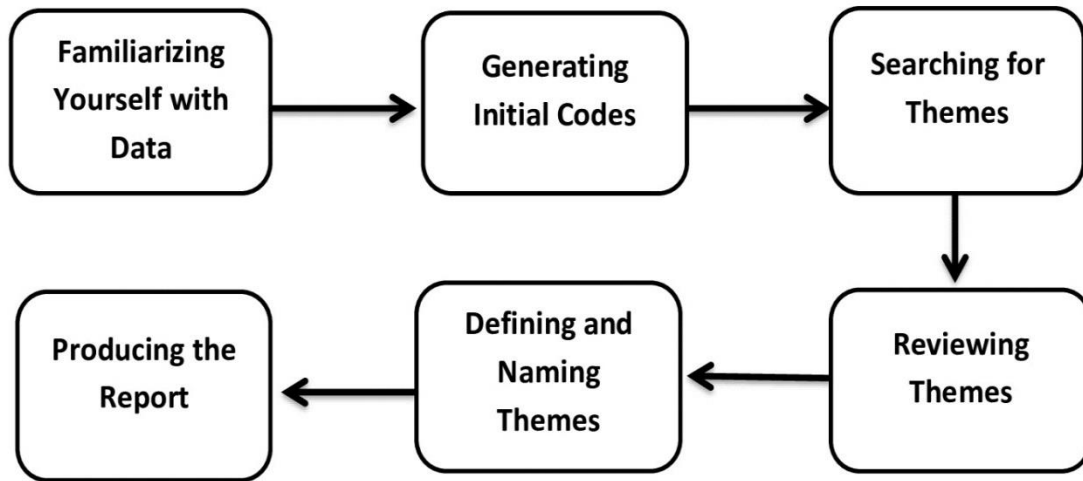 Familiarizing
Yourself with
Data
Generating
Initial Codes
Searching for
Themes
Reviewing
Themes
Defining and
Naming
Themes
Producing the
Report